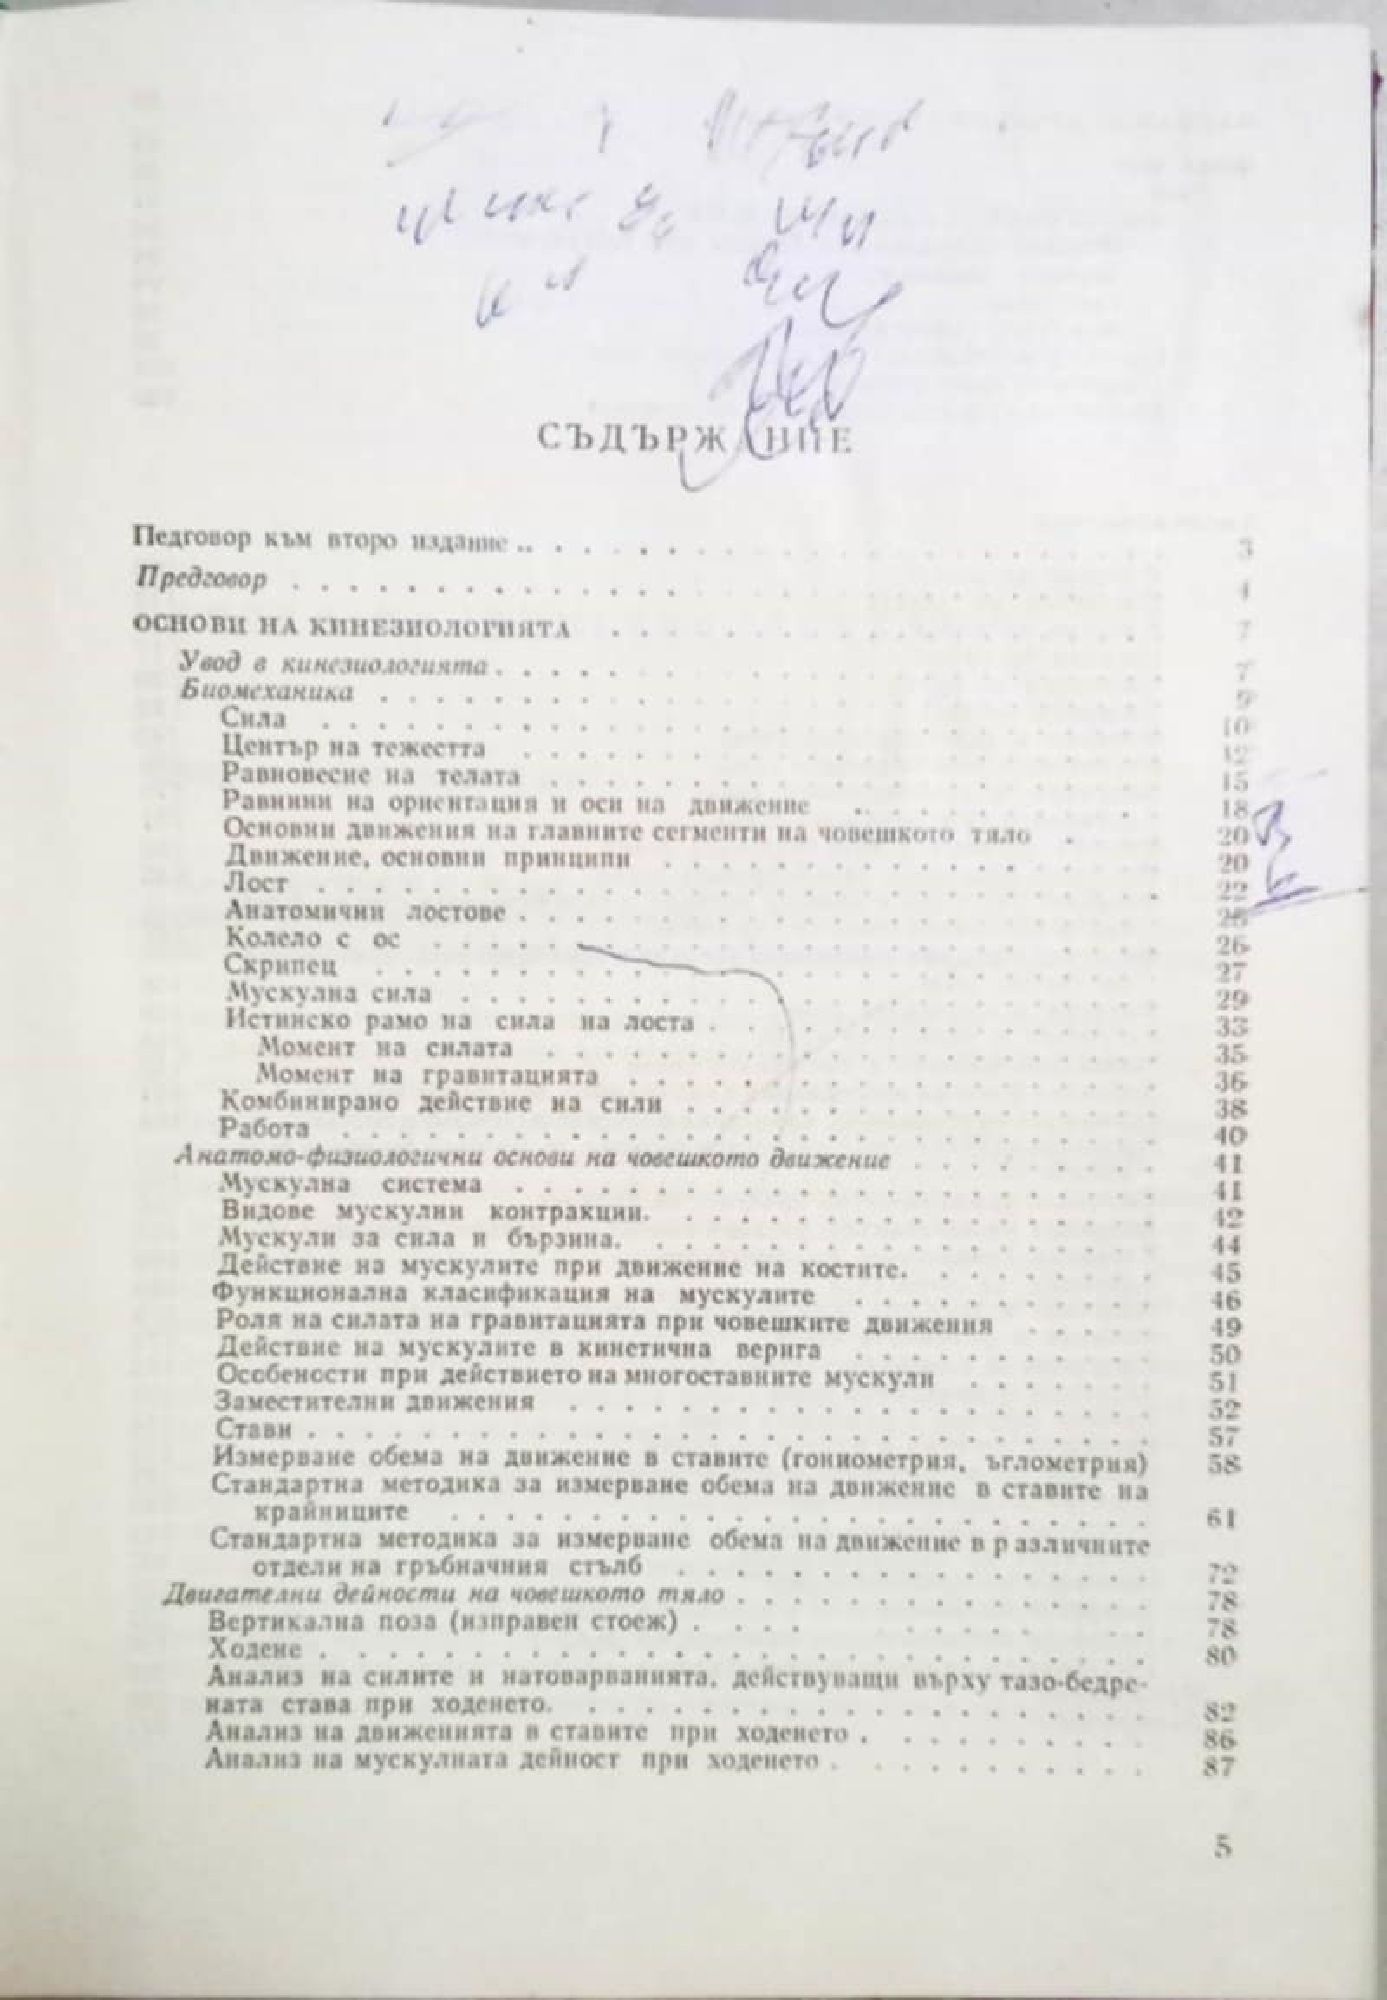 СЪДЪРЖАНИЕ
Педговор към второ издание . . . . . . . . . . . . . . . . . . 3
Предговор . . . . . . . . . . . . . . . . . . 4
ОСНОВИ НА КИНЕЗИОЛОГИЯТА . . . . . . . . . . . . 7
Увод в кинезиологията . . . . . . . . . . . . 7
Биомеханика . . . . . . . . . . . . 9
Сила . . . . . . . . . . . . 10
Център на тежестта . . . . . . . . . . . . 12
Равновесие на телата . . . . . . . . . . . . 15
Равнини на ориентация и оси на движение . . . . . . . . 18
Основни движения на главните сегменти на човешкото тяло . 20
Движение, основни принципи . . . . . . . . . . . . 20
Лост . . . . . . . . . . . . 22
Анатомични лостове . . . . . . . . . . . .
Колело с ос . . . . . . . . . . . . 26
Скрипец . . . . . . . . . . . . 27
Мускулна сила . . . . . . . . . . . . 29
Истинско рамо на сила на лоста . . . . . . . . . . . . 33
Момент на силата . . . . . . . . . . . . 35
Момент на гравитацията . . . . . . . . . . . . 36
Комбинирано действие на сили . . . . . . . . . . . . 38
Работа . . . . . . . . . . . . 40
Анатомо-физиологични основи на човешкото движение . . . . . . . . 41
Мускулна система . . . . . . . . . . . . 41
Видове мускулни контракции. . . . . . . . . . . . 42
Мускули за сила и бързина. . . . . . . . . . . . 44
Действие на мускулите при движение на костите. . . . . . . . 45
Функционална класификация на мускулите . . . . . . . . 46
Роля на силата на гравитацията при човешките движения . . . . . 49
Действие на мускулите в кинетична верига . . . . . . . . 50
Особености при действието на многоставните мускули . . . . . . . 51
Заместителни движения . . . . . . . . . . . . 52
Стави . . . . . . . . . . . . 57
Измерване обема на движение в ставите (гониометрия, ъглометрия) 58
Стандартна методика за измерване обема на движение в ставите на
крайниците . . . . . . . . . . . . 61
Стандартна методика за измерване обема на движение в р азличните
отдели на гръбначния стълб . . . . . . . . . . . . 72
Двигателни дейности на човешкото тяло . . . . . . . . . . . . 78
Вертикална поза (изправен стоеж) . . . . . . . . . . . 78
Ходене . . . . . . . . . . . . 80
Анализ на силите и натоварванията, действуващи върху тазо-бедре-
ната става при ходенето. . . . . . . . . . . . 82
Анализ на движенията в ставите при ходенето . . . . . . . . 86
Анализ на мускулната дейност при ходенето . . . . . . . . 87
5